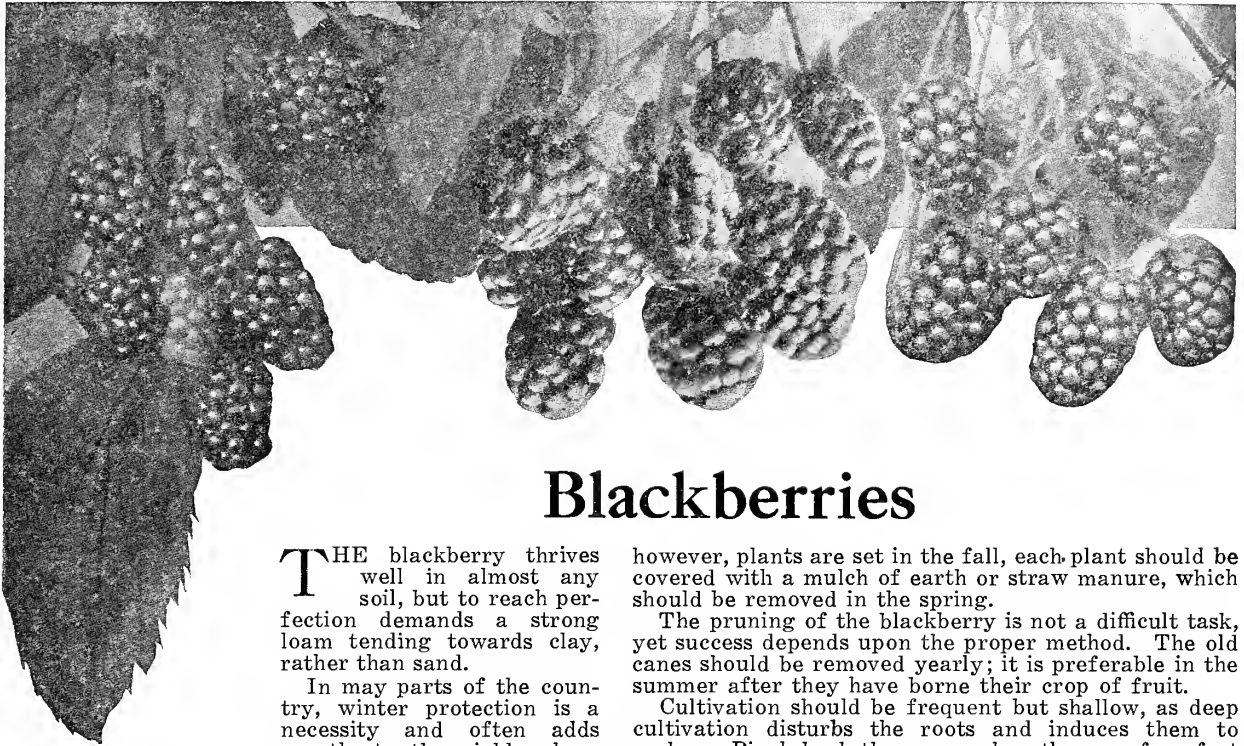 Blackberries
THE blackberry thrives
well in almost any
soil, but to reach per-
fection demands a strong
loam tending towards clay,
rather than sand.
In may parts of the coun-
try, winter protection is a
necessity and often adds
however, plants are set in the fall, each plant should be
covered with a mulch of earth or straw manure, which
should be removed in the spring.
The pruning of the blackberry is not a difficult task,
yet success depends upon the proper method. The old
canes should be removed yearly; it is preferable in the
summer after they have borne their crop of fruit.
Cultivation should be frequent but shallow, as deep
cultivation disturbs the roots and induces them to